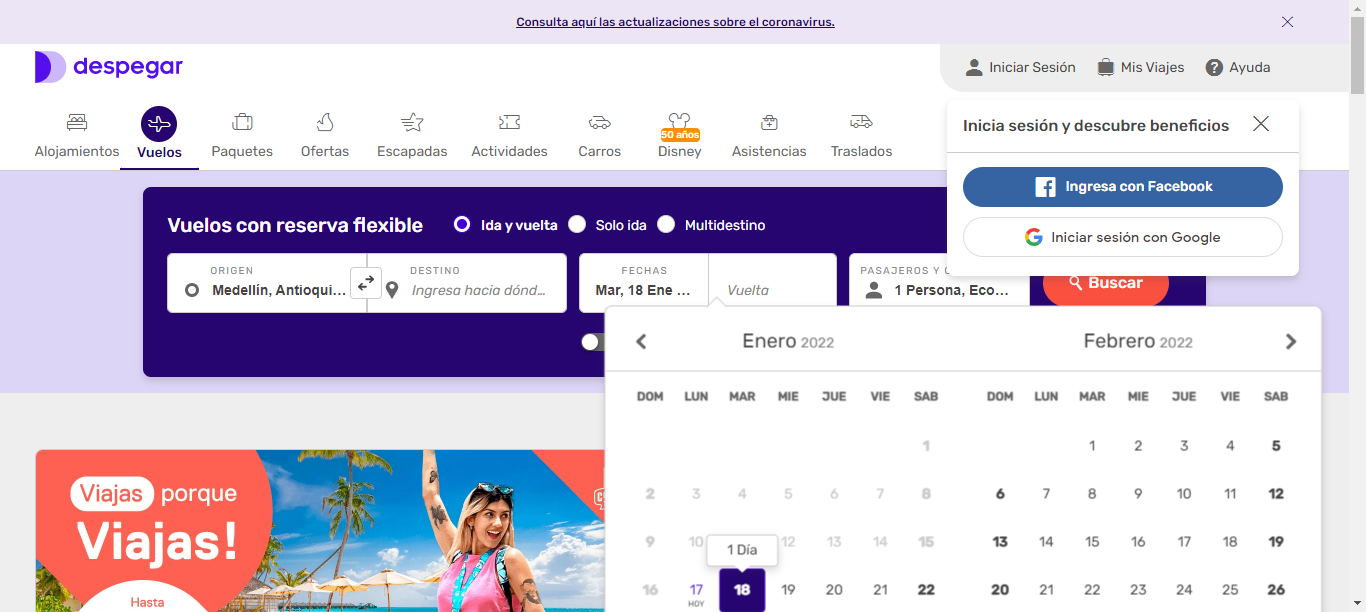 Consulta aquí las actualizaciones sobre el coronavirus.
despegar
Iniciar Sesión
Mis Viajes
Ayuda
Alojamientos
Vuelos
Paquetes
Ofertas
Escapadas
Actividades
Carros
50 años
Disney
Asistencias
Traslados
Inicia sesión y descubre beneficios
Ingresa con Facebook
Iniciar sesión con Google
Vuelos con reserva flexible
Ida y vuelta
Solo ida
Multidestino
ORIGEN
Medellín, Antioqui...
DESTINO
Ingresa hacia dónd...
FECHAS
Mar, 18 Ene ...
Vuelta
PASAJEROS Y
1 Persona, Eco...
Buscar
Enero 2022
DOM LUN MAR MIE JUE VIE SAB
1
2 3 4 5 6 7 8
9 10 12 13 14 15
1 Día
16 17 18 19 20 21 22
HOY
Febrero 2022
DOM LUN MAR MIE JUE VIE SAB
1 2 3 4 5
6 7 8 9 10 11 12
13 14 15 16 17 18 19
20 21 22 23 24 25 26
Viajas porque
Viajas!
Hasta